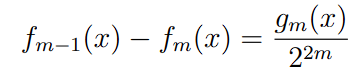 f_{m-1}(x) − f_m(x) = \frac{g_m(x)}{2^{2m}}